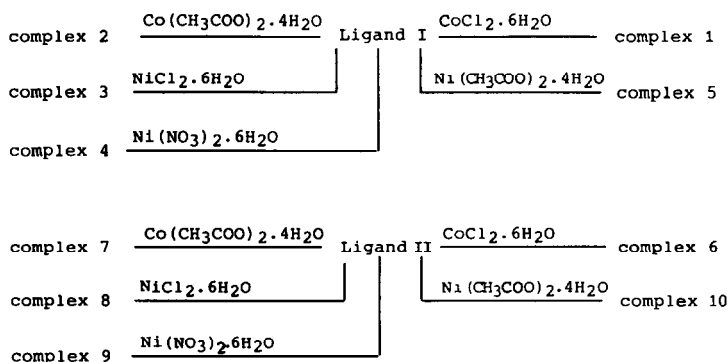 Co(CH3COO)2.4H2O CoCl2.6H2O
complex 2 Ligand I complex 1
NiCl2.6H2O Ni(CH3COO)2.4H2O
complex 3 complex 5
Ni(NO3)2.6H2O
complex 4
Co(CH3COO)2.4H2O CoCl2.6H2O
complex 7 Ligand II complex 6
NiCl2.6H2O Ni(CH3COO)2.4H2O
complex 8 complex 10
Ni(NO3)2.6H2O
complex 9